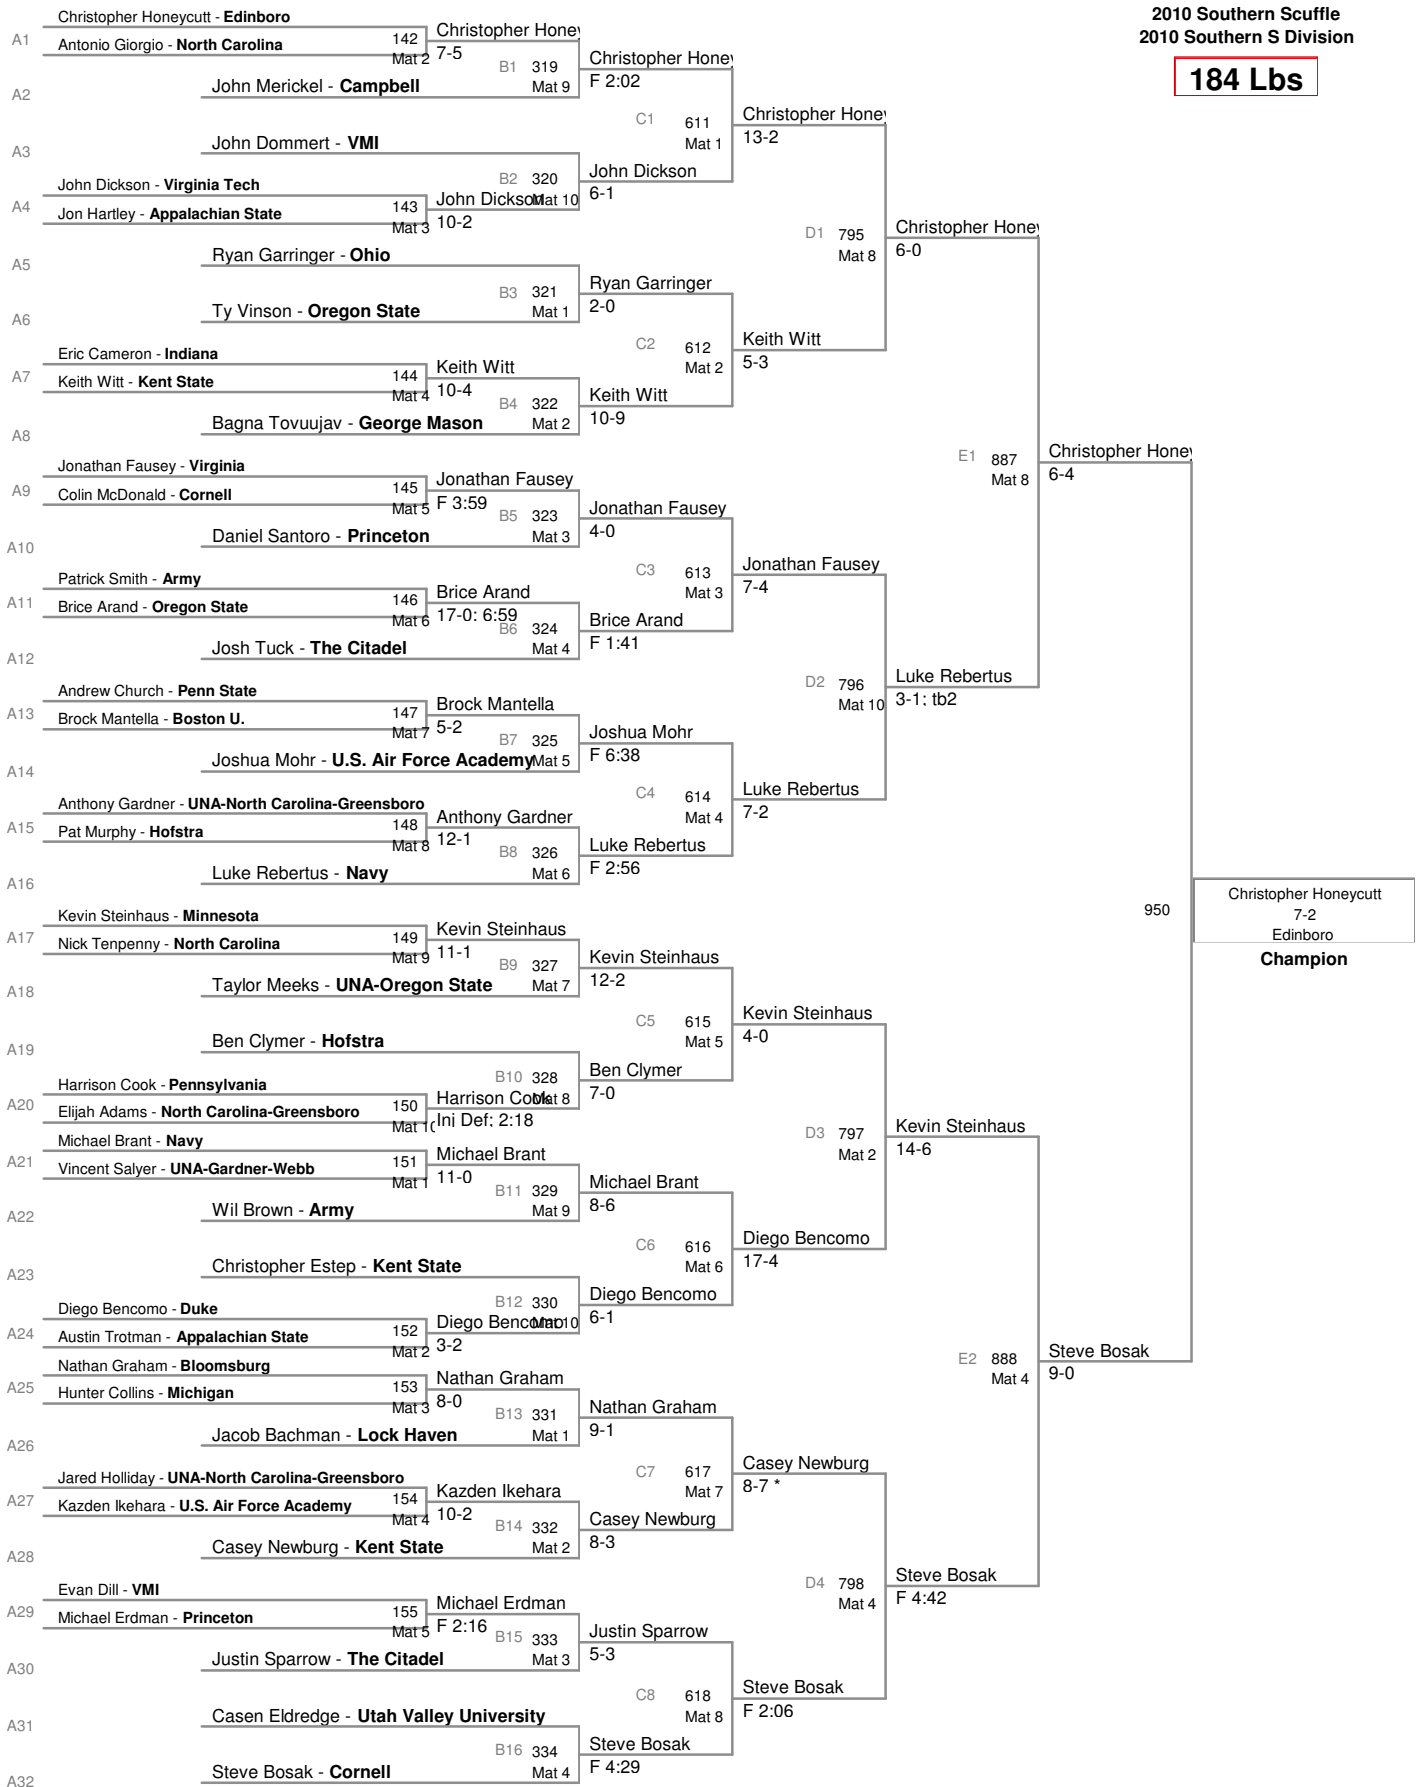 2010 Southern Scuffle
2010 Southern S Division
184 Lbs
Christopher Honeycutt - Edinboro
A1
Antonio Giorgio - North Carolina
142
Mat 2
Christopher Honey
7-5
A2
John Merickel - Campbell
B1 319
Mat 9
Christopher Honey
F 2:02
A3
John Dommert - VMI
C1 611
Mat 1
Christopher Honey
13-2
John Dickson - Virginia Tech
A4
Jon Hartley - Appalachian State
143
Mat 3
John Dickson
10-2
B2 320
Mat 10
John Dickson
6-1
A5
Ryan Garringer - Ohio
D1 795
Mat 8
Christopher Honey
6-0
A6
Ty Vinson - Oregon State
B3 321
Mat 1
Ryan Garringer
2-0
C2 612
Mat 2
Keith Witt
5-3
Eric Cameron - Indiana
A7
Keith Witt - Kent State
144
Mat 4
Keith Witt
10-4
A8
Bagna Tovuujav - George Mason
B4 322
Mat 2
Keith Witt
10-9
E1 887
Mat 8
Christopher Honey
6-4
Jonathan Fausey - Virginia
A9
Colin McDonald - Cornell
145
Mat 5
Jonathan Fausey
F 3:59
A10
Daniel Santoro - Princeton
B5 323
Mat 3
Jonathan Fausey
4-0
C3 613
Mat 3
Jonathan Fausey
7-4
Patrick Smith - Army
A11
Brice Arand - Oregon State
146
Mat 6
Brice Arand
17-0; 6:59
A12
Josh Tuck - The Citadel
B6 324
Mat 4
Brice Arand
F 1:41
D2 796
Mat 10
Luke Rebertus
3-1; tb2
Andrew Church - Penn State
A13
Brock Mantella - Boston U.
147
Mat 7
Brock Mantella
5-2
A14
Joshua Mohr - U.S. Air Force Academy
B7 325
Mat 5
Joshua Mohr
F 6:38
C4 614
Mat 4
Luke Rebertus
7-2
Anthony Gardner - UNA-North Carolina-Greensboro
A15
Pat Murphy - Hofstra
148
Mat 8
Anthony Gardner
12-1
A16
Luke Rebertus - Navy
B8 326
Mat 6
Luke Rebertus
F 2:56
950
Christopher Honeycutt
7-2
Edinboro
Champion
Kevin Steinhaus - Minnesota
A17
Nick Tenpenny - North Carolina
149
Mat 9
Kevin Steinhaus
11-1
A18
Taylor Meeks - UNA-Oregon State
B9 327
Mat 7
Kevin Steinhaus
12-2
C5 615
Mat 5
Kevin Steinhaus
4-0
A19
Ben Clymer - Hofstra
B10 328
Mat 8
Ben Clymer
7-0
Harrison Cook - Pennsylvania
A20
Elijah Adams - North Carolina-Greensboro
150
Mat 10
Harrison Cook
Inj Def; 2:18
D3 797
Mat 2
Kevin Steinhaus
14-6
Michael Brant - Navy
A21
Vincent Salyer - UNA-Gardner-Webb
151
Mat 1
Michael Brant
11-0
A22
Wil Brown - Army
B11 329
Mat 9
Michael Brant
8-6
C6 616
Mat 6
Diego Bencomo
17-4
A23
Christopher Estep - Kent State
B12 330
Mat 10
Diego Bencomo
6-1
Diego Bencomo - Duke
A24
Austin Trotman - Appalachian State
152
Mat 2
Diego Bencomo
3-2
E2 888
Mat 4
Steve Bosak
9-0
Nathan Graham - Bloomsburg
A25
Hunter Collins - Michigan
153
Mat 3
Nathan Graham
8-0
A26
Jacob Bachman - Lock Haven
B13 331
Mat 1
Nathan Graham
9-1
C7 617
Mat 7
Casey Newburg
8-7 *
Jared Holliday - UNA-North Carolina-Greensboro
A27
Kazden Ikehara - U.S. Air Force Academy
154
Mat 4
Kazden Ikehara
10-2
A28
Casey Newburg - Kent State
B14 332
Mat 2
Casey Newburg
8-3
D4 798
Mat 4
Steve Bosak
F 4:42
Evan Dill - VMI
A29
Michael Erdman - Princeton
155
Mat 5
Michael Erdman
F 2:16
A30
Justin Sparrow - The Citadel
B15 333
Mat 3
Justin Sparrow
5-3
C8 618
Mat 8
Steve Bosak
F 2:06
A31
Casen Eldredge - Utah Valley University
B16 334
Mat 4
Steve Bosak
F 4:29
A32
Steve Bosak - Cornell